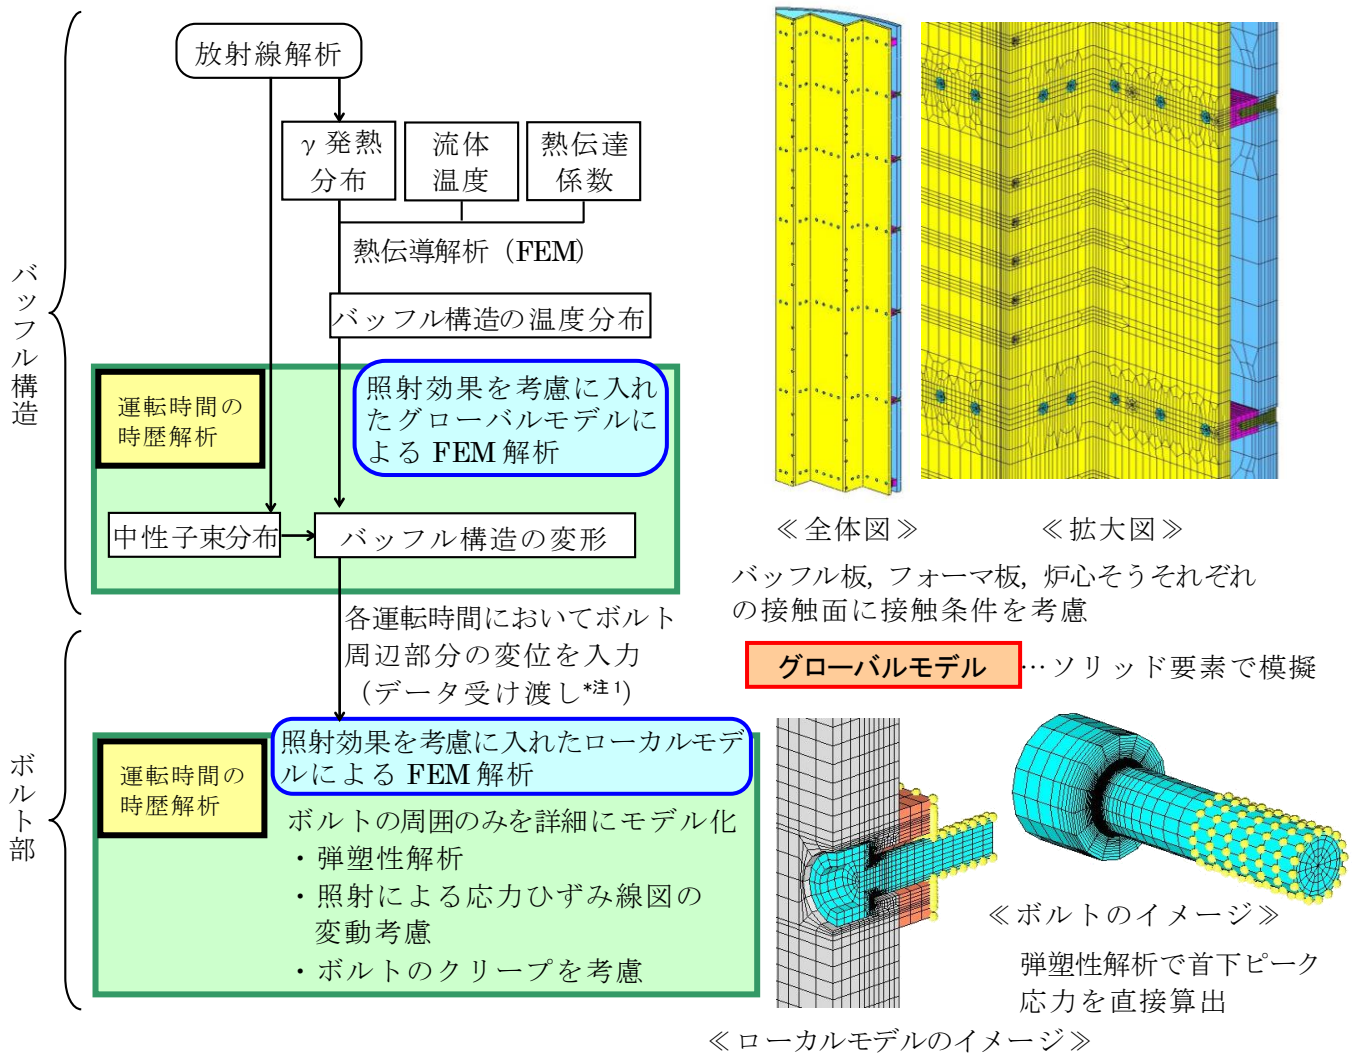 放射線解析
γ発熱
分布
流体
温度
熱伝達
係数
熱伝導解析（FEM）
バッフル構造の温度分布
バッフル構造
運転時間の
時歴解析
照射効果を考慮に入れ
たグローバルモデルに
よる FEM 解析
中性子束分布
バッフル構造の変形
各運転時間においてボルト
周辺部分の変位を入力
（データ受け渡し*注1）
ボルト部
運転時間の
時歴解析
照射効果を考慮に入れたローカルモデ
ルによる FEM 解析
ボルトの周囲のみを詳細にモデル化
・弾塑性解析
・照射による応力ひずみ線図の
変動考慮
・ボルトのクリープを考慮
≪全体図≫
≪拡大図≫
バッフル板，フォーマ板，炉心そうそれぞれ
の接触面に接触条件を考慮
グローバルモデル …ソリッド要素で模擬
≪ボルトのイメージ≫
弾塑性解析で首下ピーク
応力を直接算出
≪ローカルモデルのイメージ≫